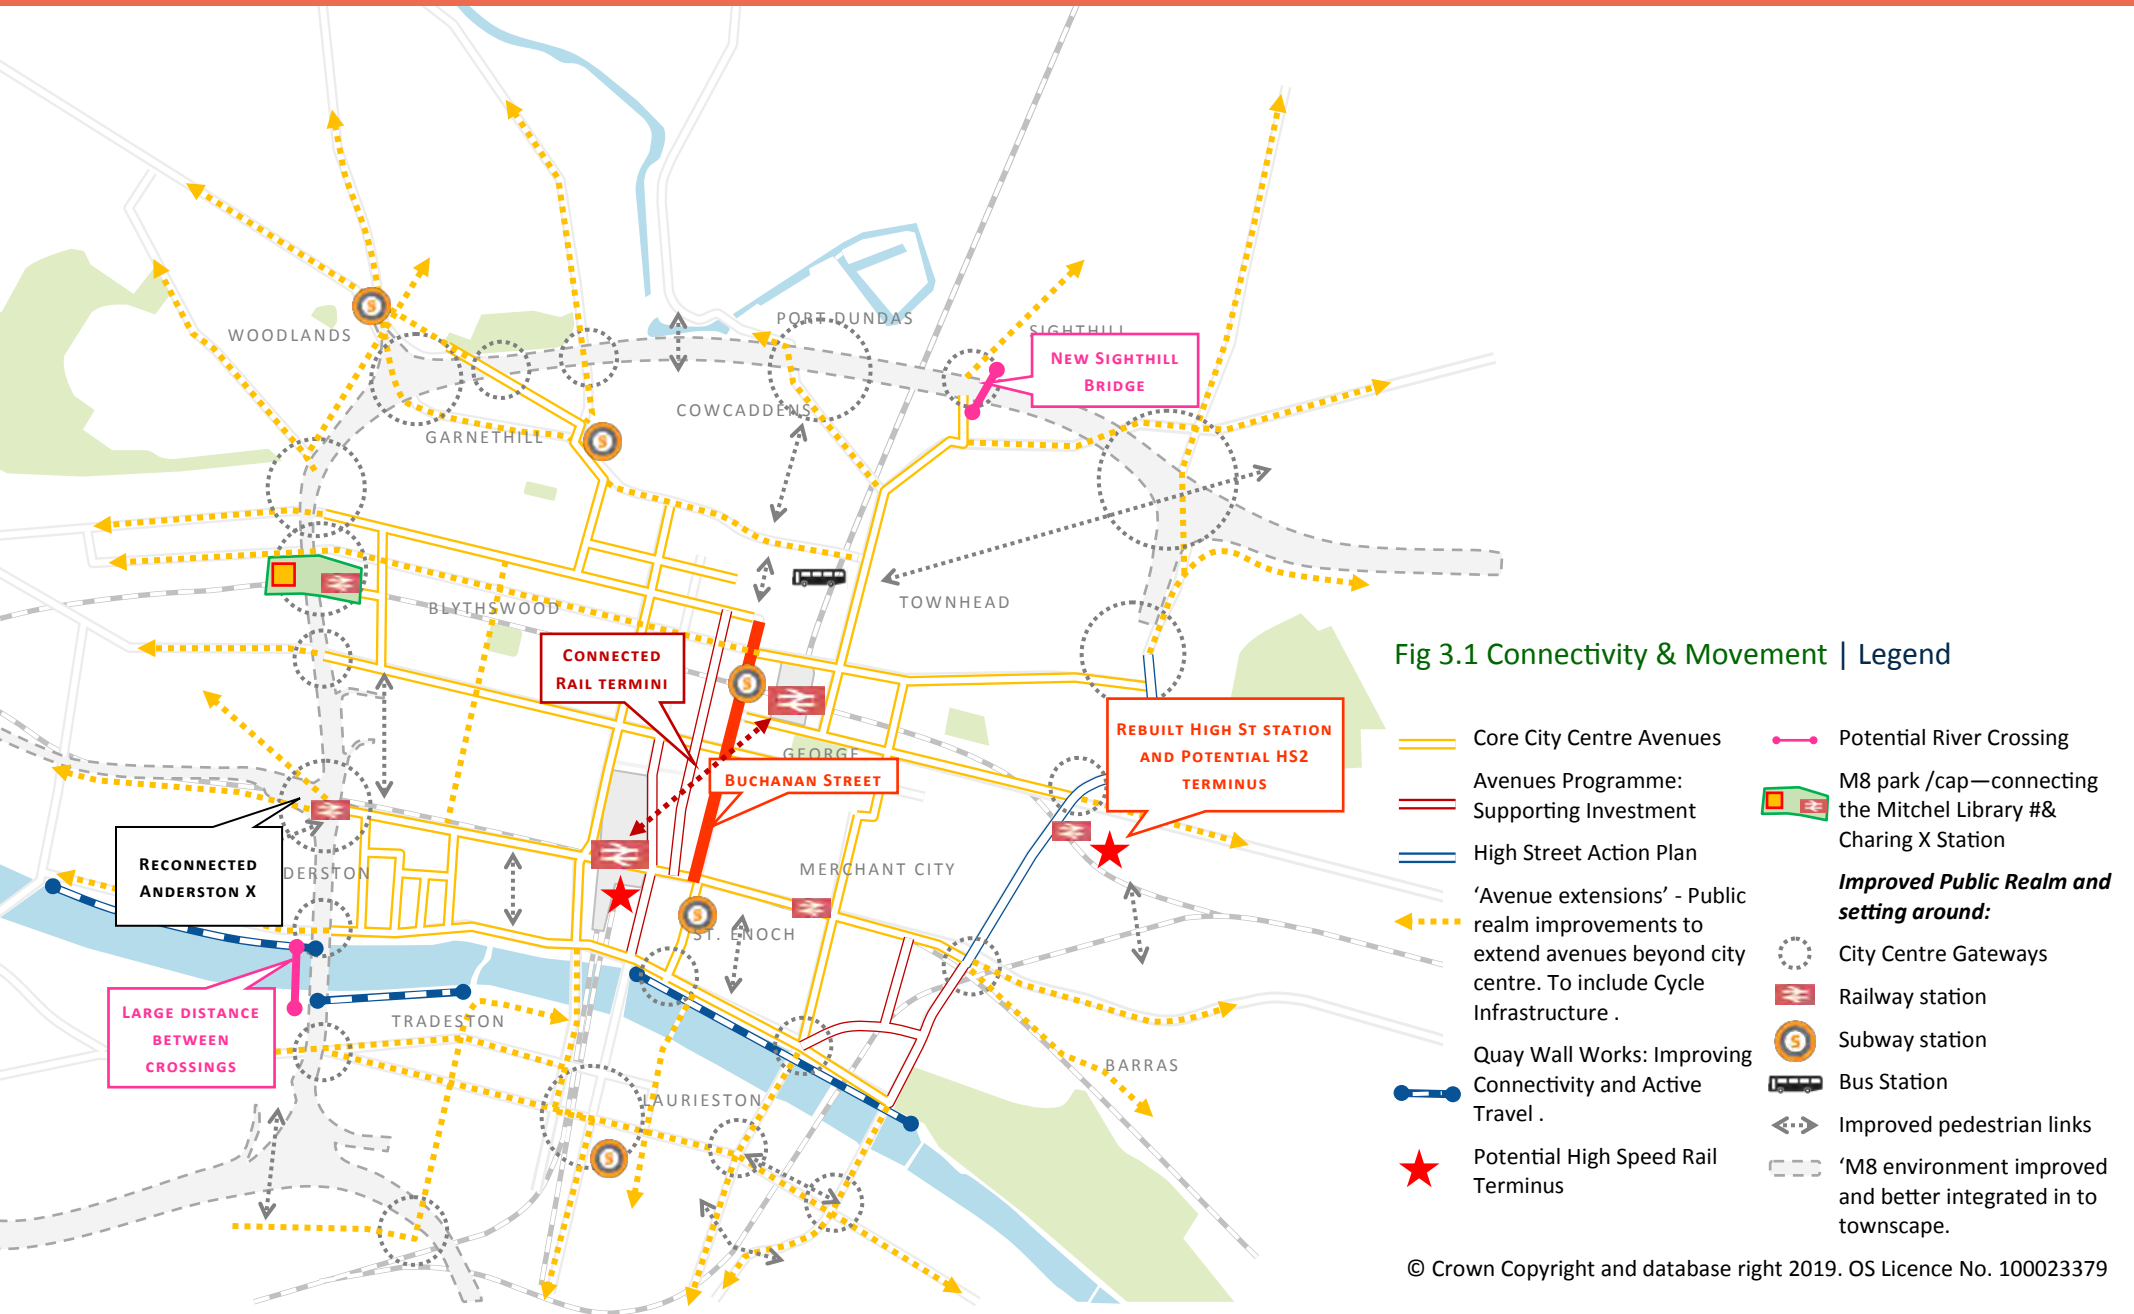 WOODLANDS
PORT DUNDAS
SIGHTHILL
NEW SIGHTHILL
BRIDGE
COWCADDENS
GARNETHILL
S
S
BLYTHSWOOD
TOWNHEAD
CONNECTED
RAIL TERMINI
S
GEORGE
BUCHANAN STREET
REBUILT HIGH ST STATION
AND POTENTIAL HS2
TERMINUS
RECONNECTED
ANDERSTON X
DERSTON
MERCHANT CITY
S
ST. ENOCH
LARGE DISTANCE
BETWEEN
CROSSINGS
TRADESTON
BARRAS
LAURIESTON
S
Fig 3.1 Connectivity & Movement | Legend
Core City Centre Avenues
Avenues Programme:
Supporting Investment
High Street Action Plan
‘Avenue extensions’ - Public
realm improvements to
extend avenues beyond city
centre. To include Cycle
Infrastructure .
Quay Wall Works: Improving
Connectivity and Active
Travel .
Potential High Speed Rail
Terminus
Potential River Crossing
M8 park /cap—connecting
the Mitchel Library #&
Charing X Station
Improved Public Realm and
setting around:
City Centre Gateways
Railway station
S
Subway station
Bus Station
Improved pedestrian links
‘M8 environment improved
and better integrated in to
townscape.
© Crown Copyright and database right 2019. OS Licence No. 100023379